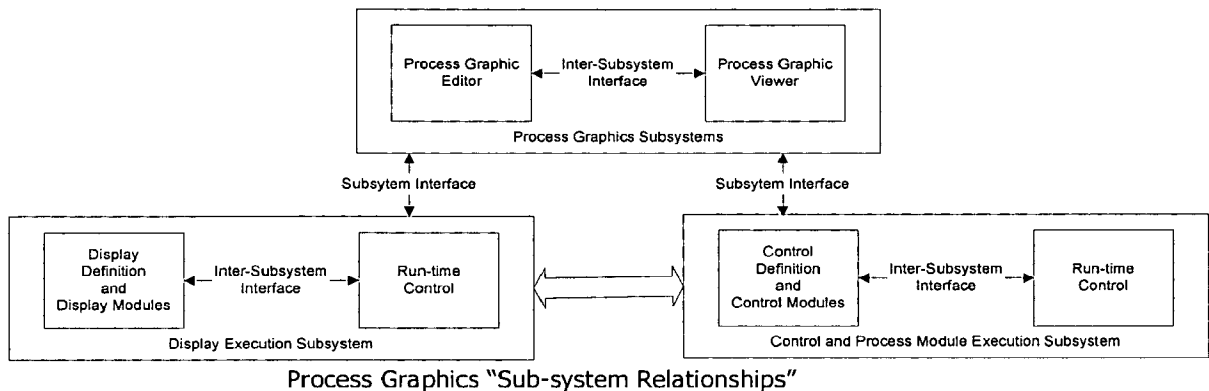 Process Graphic
Editor
Inter-Subsystem
Interface
Process Graphic
Viewer
Process Graphics Subsystems
Subsytem Interface
Subsytem Interface
Display
Definition
and
Display Modules
Inter-Subsystem
Interface
Run-time
Control
Display Execution Subsystem
Control
Definition
and
Control Modules
Inter-Subsystem
Interface
Run-time
Control
Control and Process Module Execution Subsystem
Process Graphics "Sub-system Relationships"